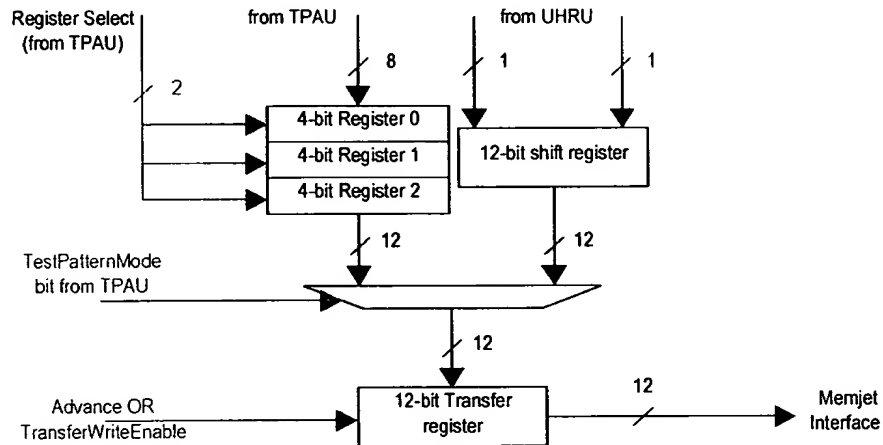 Register Select
(from TPAU)
from TPAU
from UHRU
2
8
1
1
4-bit Register 0
4-bit Register 1
4-bit Register 2
12-bit shift register
12
12
TestPatternMode
bit from TPAU
12
Advance OR
TransferWriteEnable
12-bit Transfer
register
12
Memjet
Interface